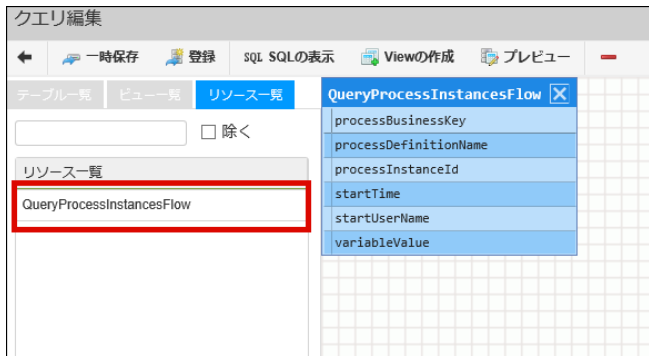 クエリ編集
一時保存 登録 SQL SQLの表示 Viewの作成 プレビュー
テーブル一覧 ビュー一覧 リソース一覧
除く
リソース一覧
QueryProcessInstancesFlow
QueryProcessInstancesFlow
processBusinessKey
processDefinitionName
processInstanceId
startTime
startUserName
variableValue